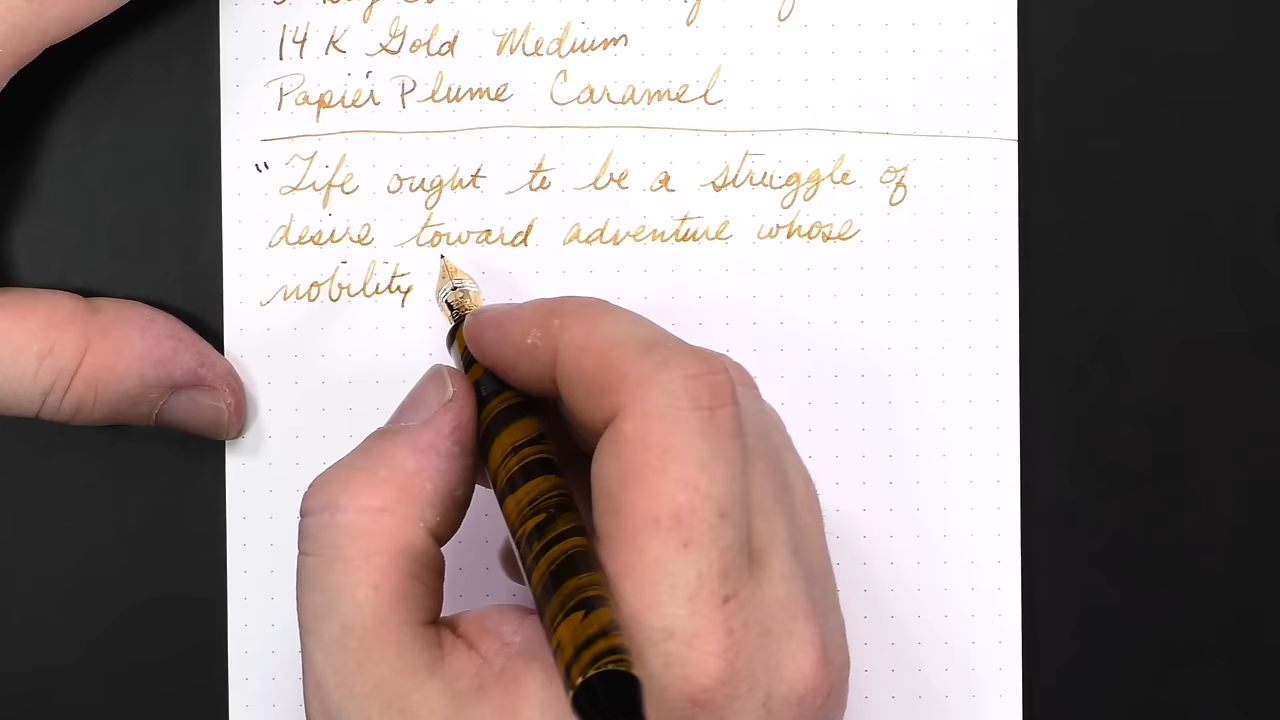 14 K Gold Medium
Papier Plume Caramel
"Life ought to be a struggle of
desire toward adventure whose
nobility